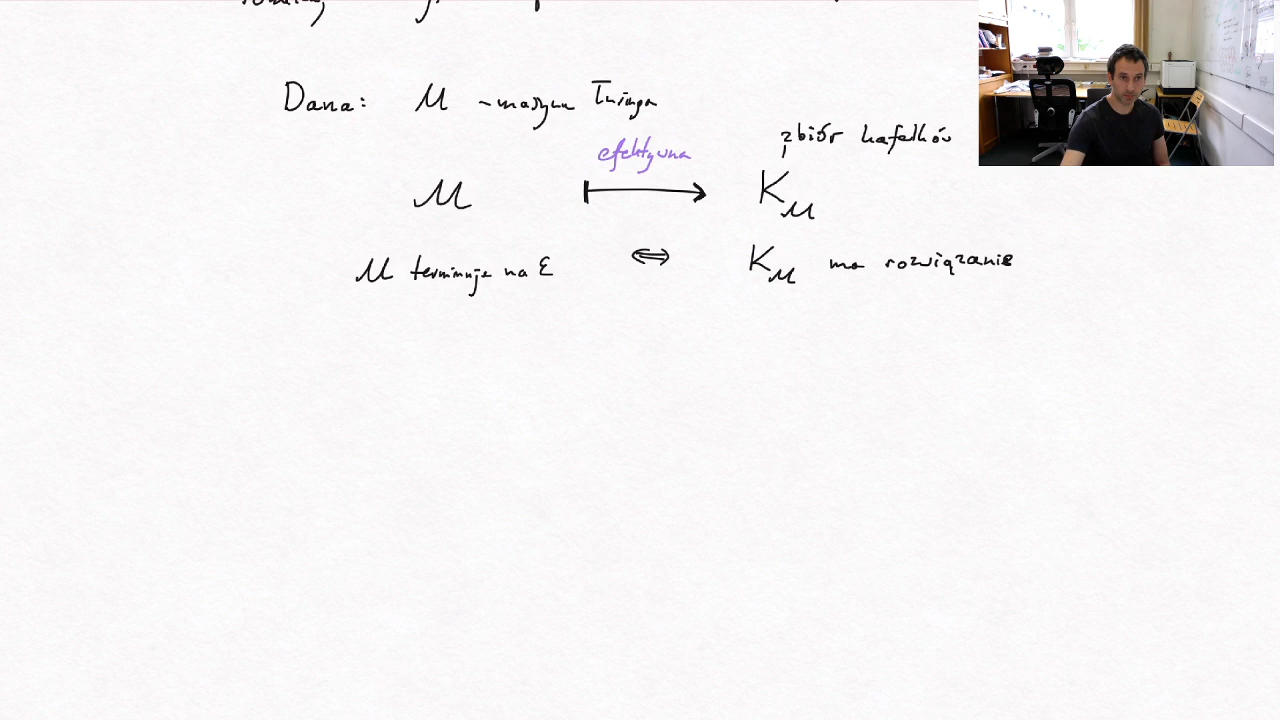 Dana: M - maszyna Turinga
zbiór kafelków
efektywna
M ↦ K_M
M terminuje na ε ⇔ K_M ma rozwiązanie